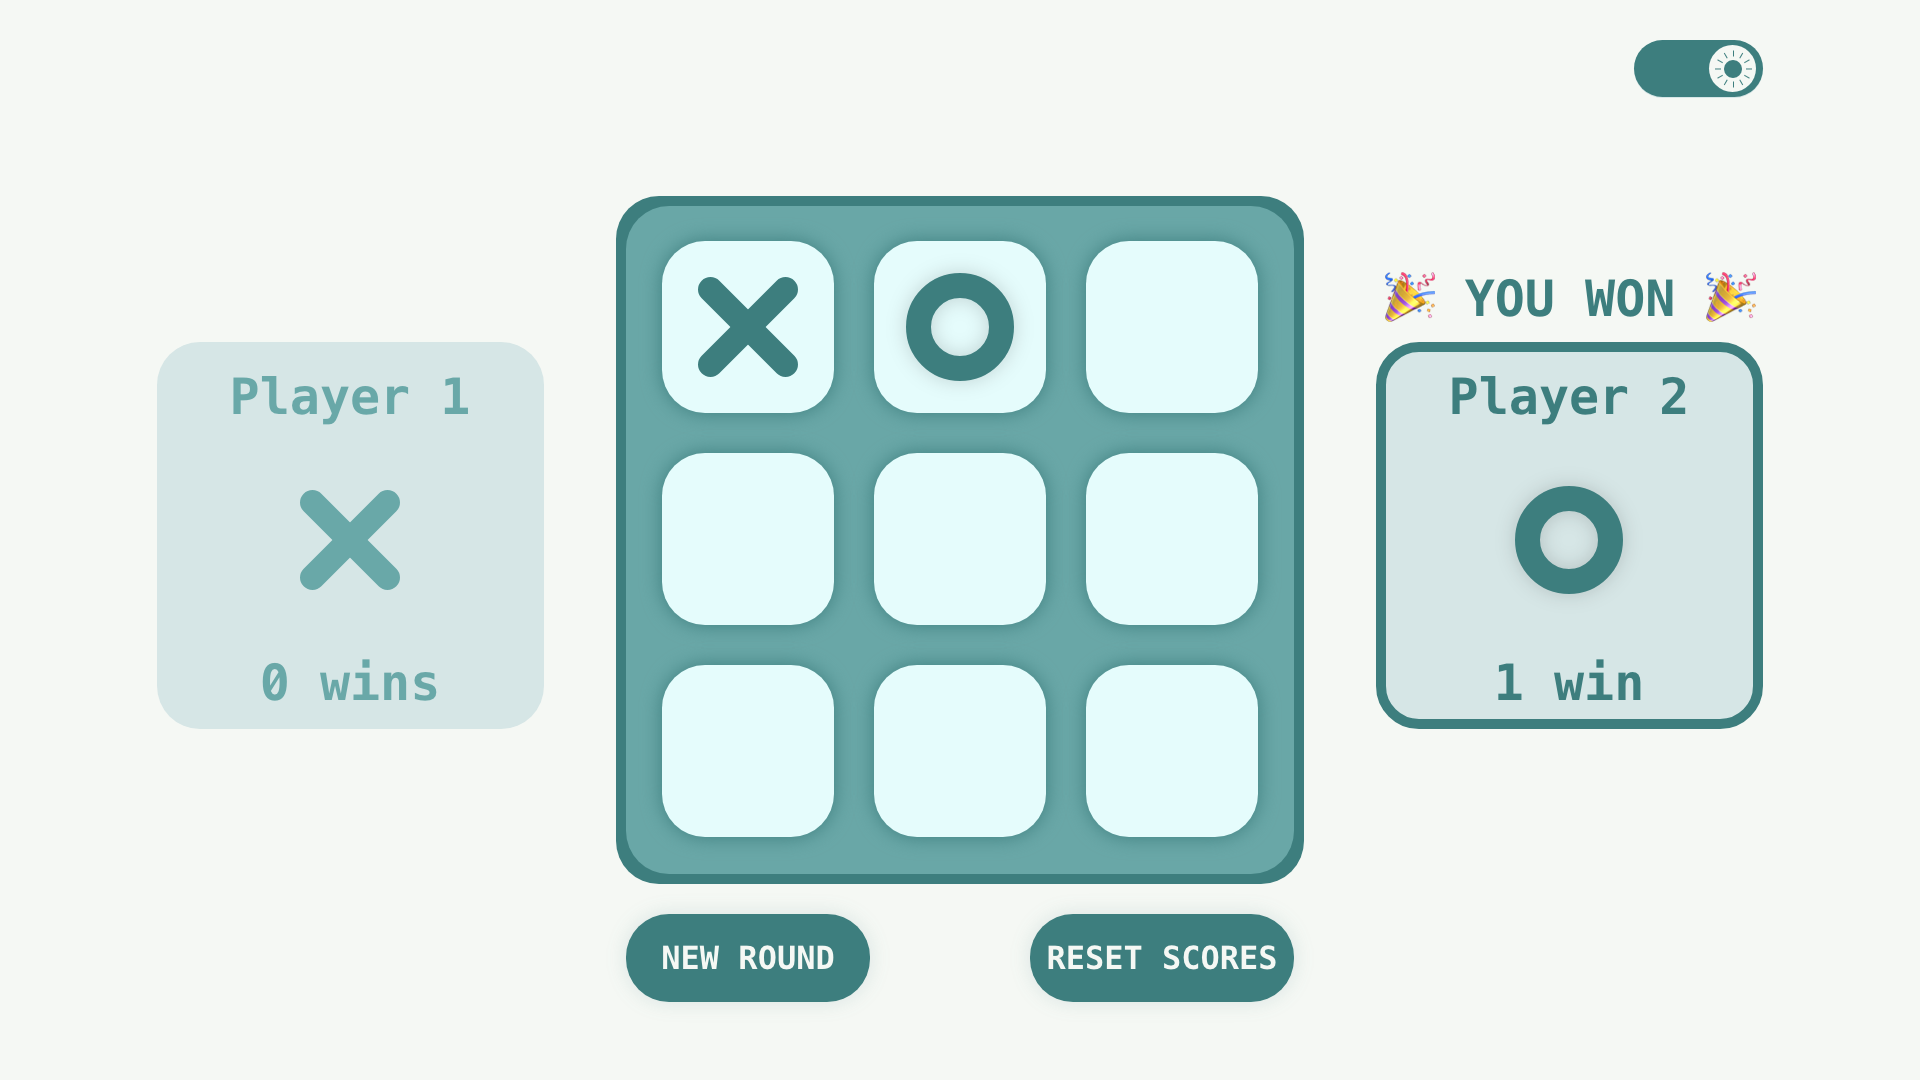 🎉 YOU WON 🎉
Player 1
0 wins
Player 2
1 win
NEW ROUND
RESET SCORES